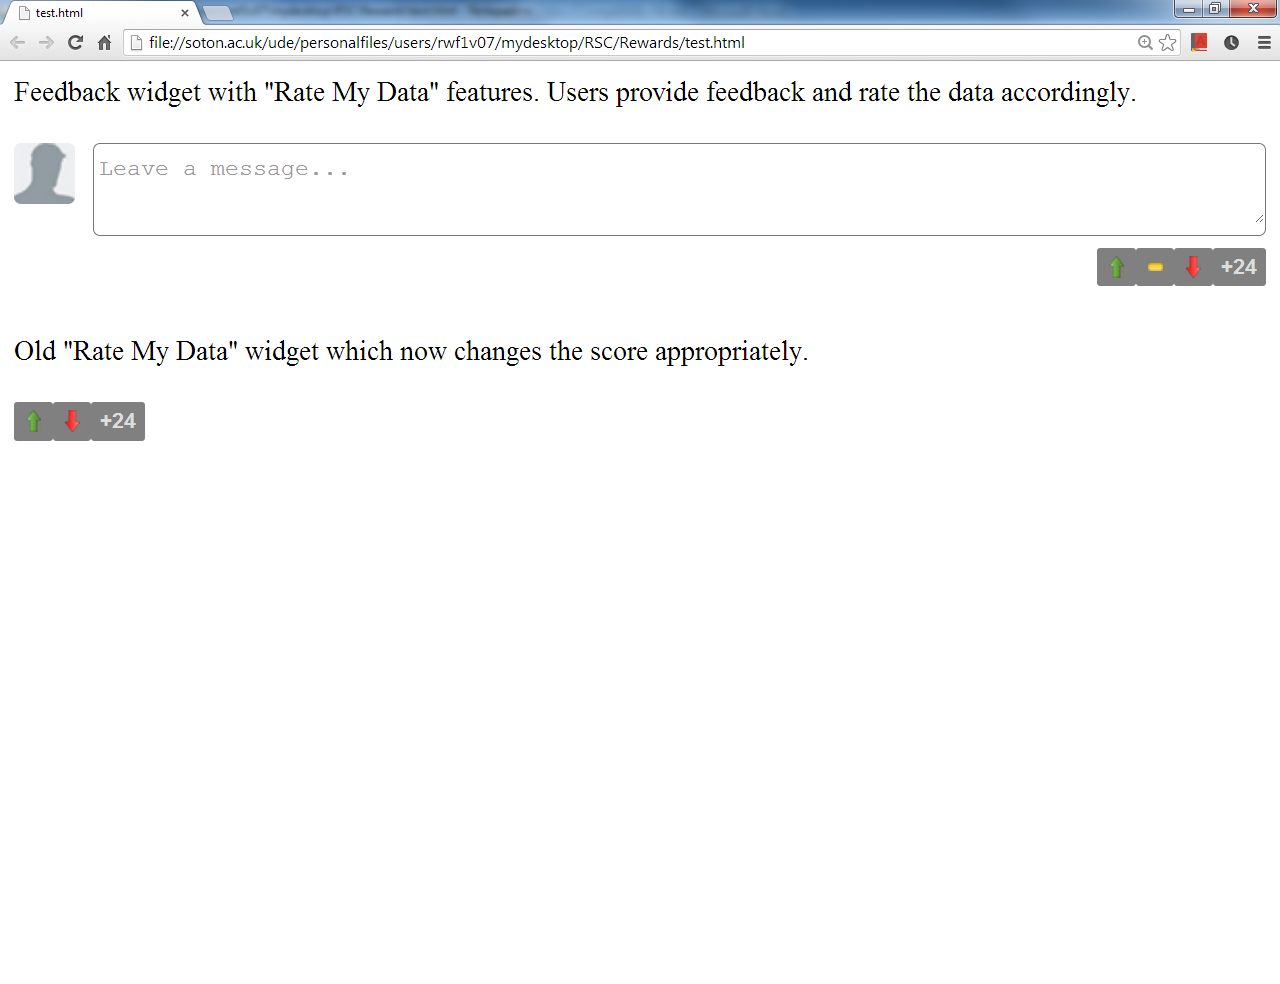 test.html
file://soton.ac.uk/ude/personalfiles/users/rwf1v07/mydesktop/RSC/Rewards/test.html
Feedback widget with "Rate My Data" features. Users provide feedback and rate the data accordingly.
Leave a message...
+24
Old "Rate My Data" widget which now changes the score appropriately.
+24